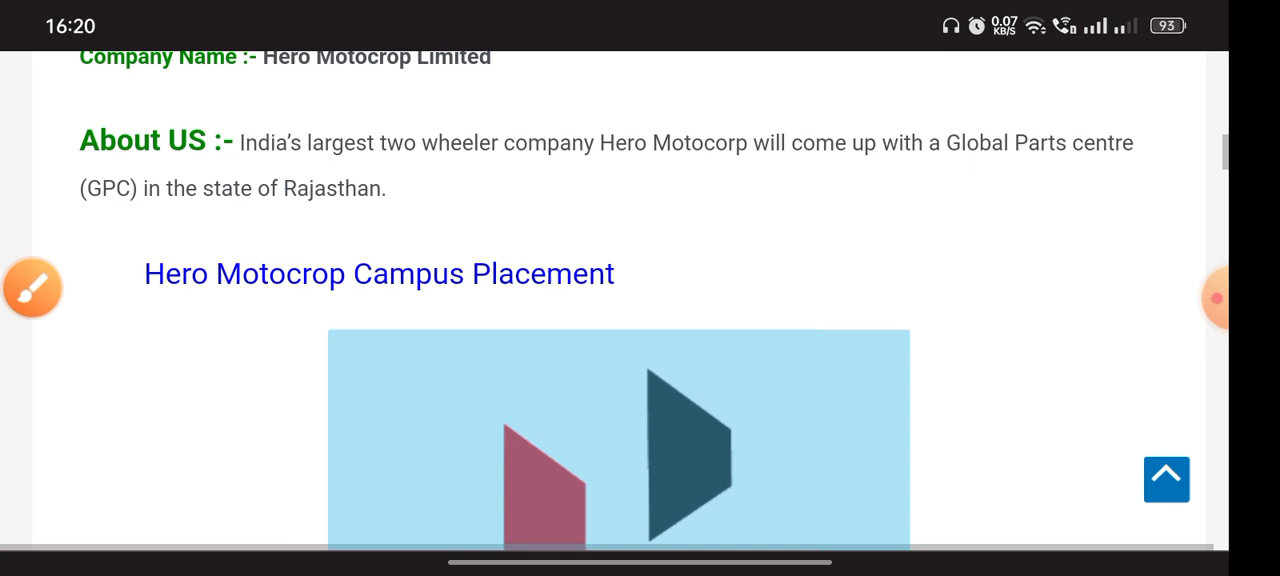 16:20
0.07
KB/S
93
Company Name :- Hero Motocrop Limited
About US :- India’s largest two wheeler company Hero Motocorp will come up with a Global Parts centre
(GPC) in the state of Rajasthan.
Hero Motocrop Campus Placement